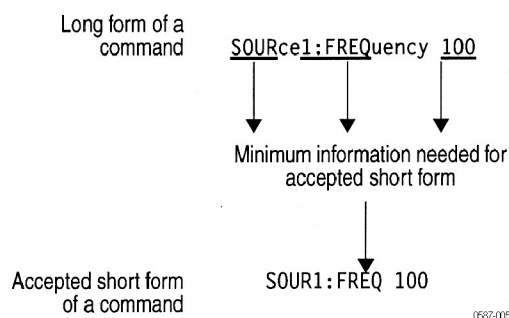 Long form of a
command
SOURce1:FREQuency 100
Minimum information needed for
accepted short form
Accepted short form
of a command
SOUR1:FREQ 100
0587-005